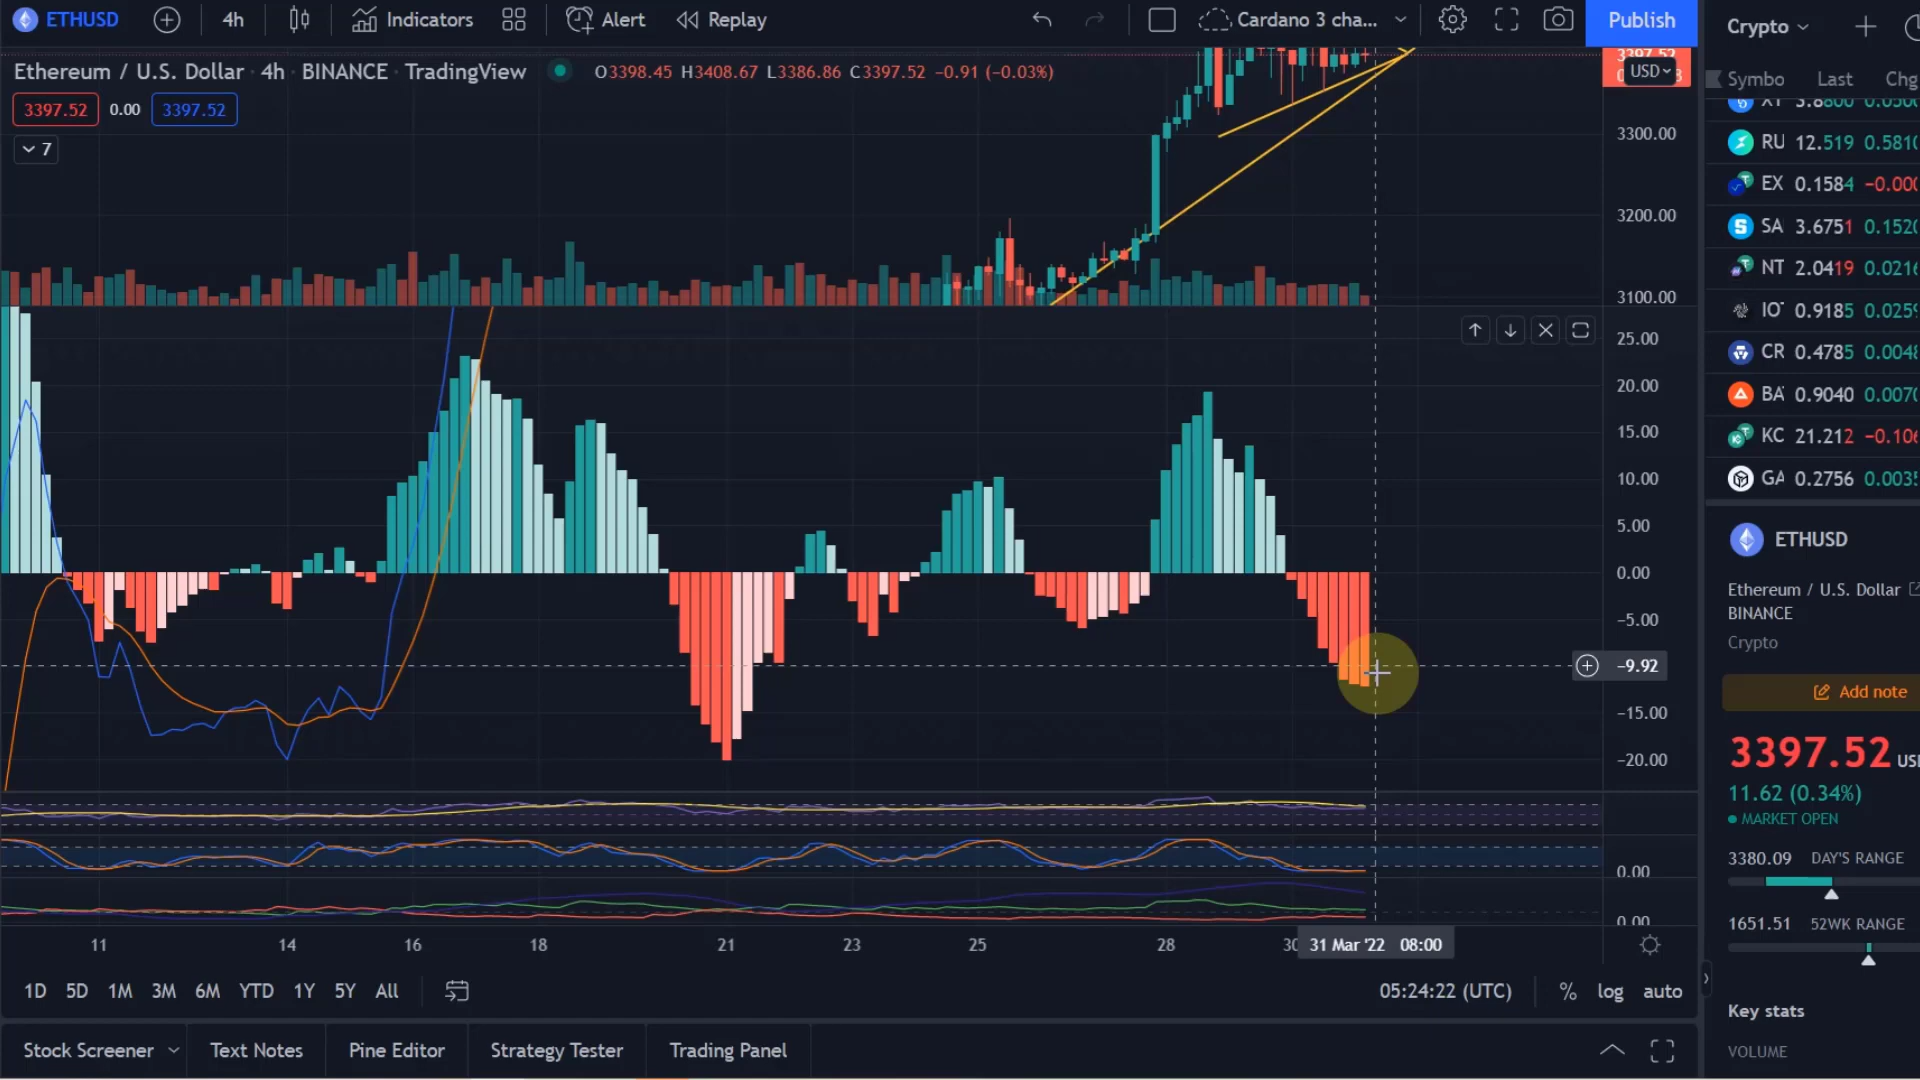 ETHUSD 4h Indicators Alert Replay Cardano 3 cha... Publish
Crypto
Ethereum / U.S. Dollar · 4h · BINANCE · TradingView O3398.45 H3408.67 L3386.86 C3397.52 −0.91 (−0.03%)
3397.52
USD
3397.52 0.00 3397.52
7
Symbo Last Chg
3300.00
3200.00
3100.00
RU 12.519
EX 0.1584
SA 3.6751
NT 2.0419
IOT 0.9185
CR 0.4785
BA 0.9040
KC 21.212
GA 0.2756
25.00
20.00
15.00
10.00
5.00
0.00
−5.00
−9.92
−15.00
−20.00
0.00
0.00
ETHUSD
Ethereum / U.S. Dollar
BINANCE
Crypto
Add note
3397.52 USD
11.62 (0.34%)
MARKET OPEN
3380.09 DAY'S RANGE
1651.51 52WK RANGE
Key stats
VOLUME
11 14 16 18 21 23 25 28 30 31 Mar '22 08:00
1D 5D 1M 3M 6M YTD 1Y 5Y All 05:24:22 (UTC) % log auto
Stock Screener Text Notes Pine Editor Strategy Tester Trading Panel